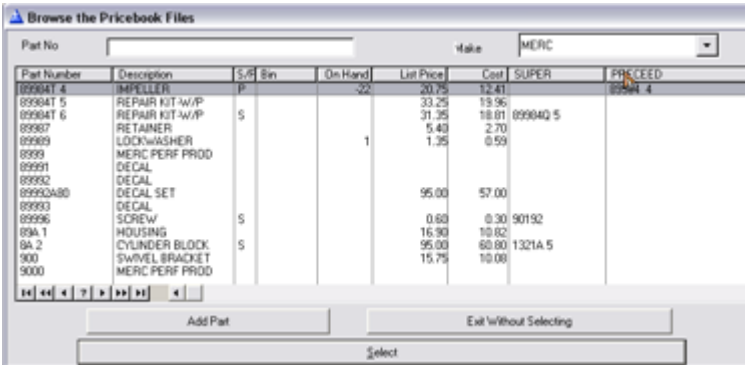 Browse the Pricebook Files
Part No Make MERC
Part Number Description S/P Bin On Hand List Price Cost SUPER PRECEED
89984T 4 IMPELLER P -22 20.75 12.41 89984 4
89984T 5 REPAIR KIT-W/P 33.25 19.96
89984T 6 REPAIR KIT-W/P S 31.35 18.81 89984Q 5
89987 RETAINER 5.40 2.70
89989 LOCKWASHER 1 1.35 0.59
8999 MERC PERF PROD
89991 DECAL
89992 DECAL
89992A80 DECAL SET 95.00 57.00
89993 DECAL
89996 SCREW S 0.60 0.30 90192
89A 1 HOUSING 16.90 10.82
8A 2 CYLINDER BLOCK S 95.00 60.80 1321A 5
900 SWIVEL BRACKET 15.75 10.08
9000 MERC PERF PROD
?
Add Part Exit Without Selecting
Select